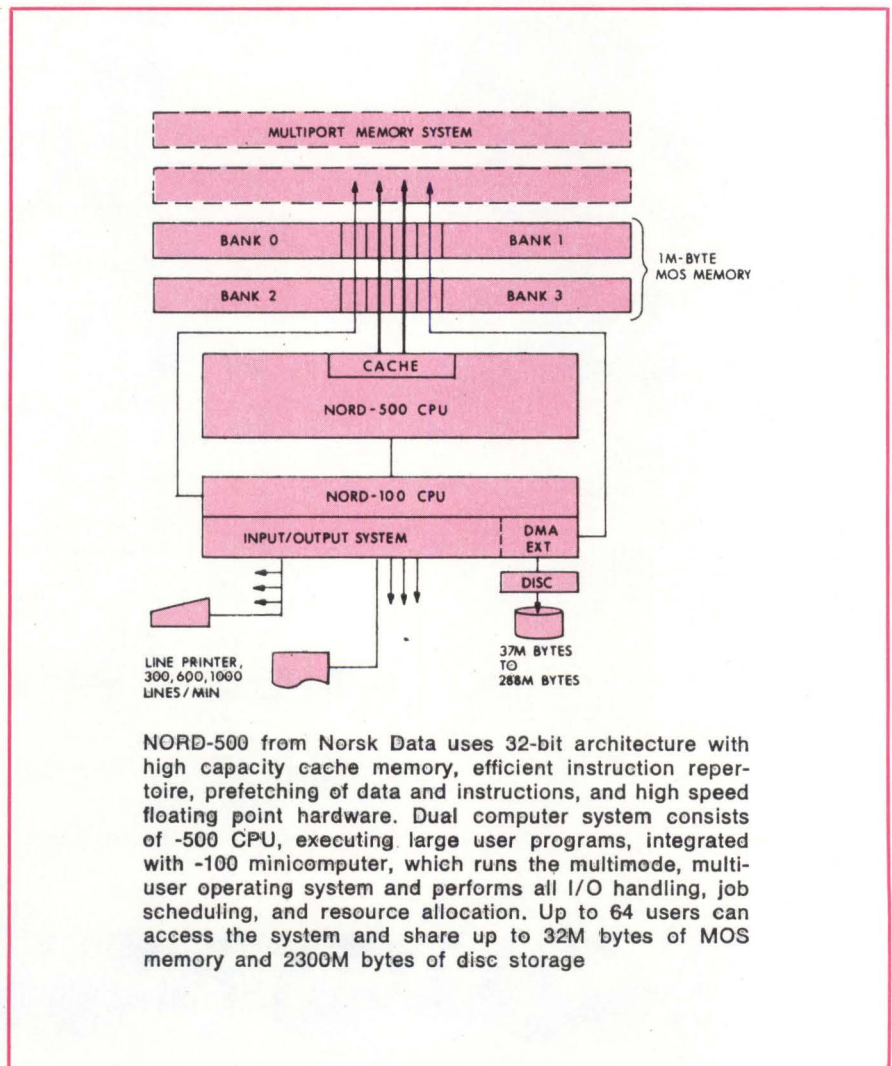 MULTIPORT MEMORY SYSTEM
BANK 0
BANK 1
BANK 2
BANK 3
1M-BYTE
MOS MEMORY
CACHE
NORD-500 CPU
NORD-100 CPU
INPUT/OUTPUT SYSTEM
DMA
EXT
DISC
LINE PRINTER,
300,600,1000
LINES/MIN
37M BYTES
TO
288M BYTES
NORD-500 from Norsk Data uses 32-bit architecture with
high capacity cache memory, efficient instruction reper-
toire, prefetching of data and instructions, and high speed
floating point hardware. Dual computer system consists
of -500 CPU, executing large user programs, integrated
with -100 minicomputer, which runs the multimode, multi-
user operating system and performs all I/O handling, job
scheduling, and resource allocation. Up to 64 users can
access the system and share up to 32M bytes of MOS
memory and 2300M bytes of disc storage